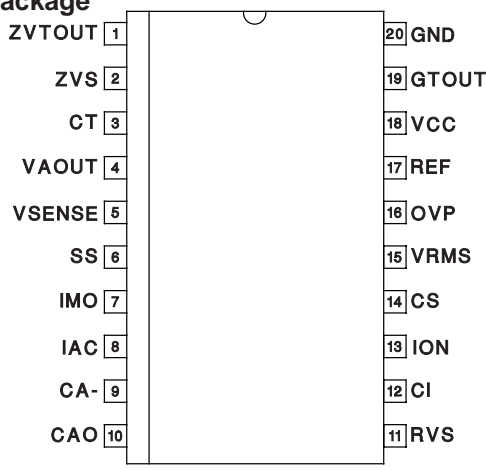 ackage
ZVTOUT 1 20 GND
ZVS 2 19 GTOUT
CT 3 18 VCC
VAOUT 4 17 REF
VSENSE 5 16 OVP
SS 6 15 VRMS
IMO 7 14 CS
IAC 8 13 ION
CA- 9 12 CI
CAO 10 11 RVS